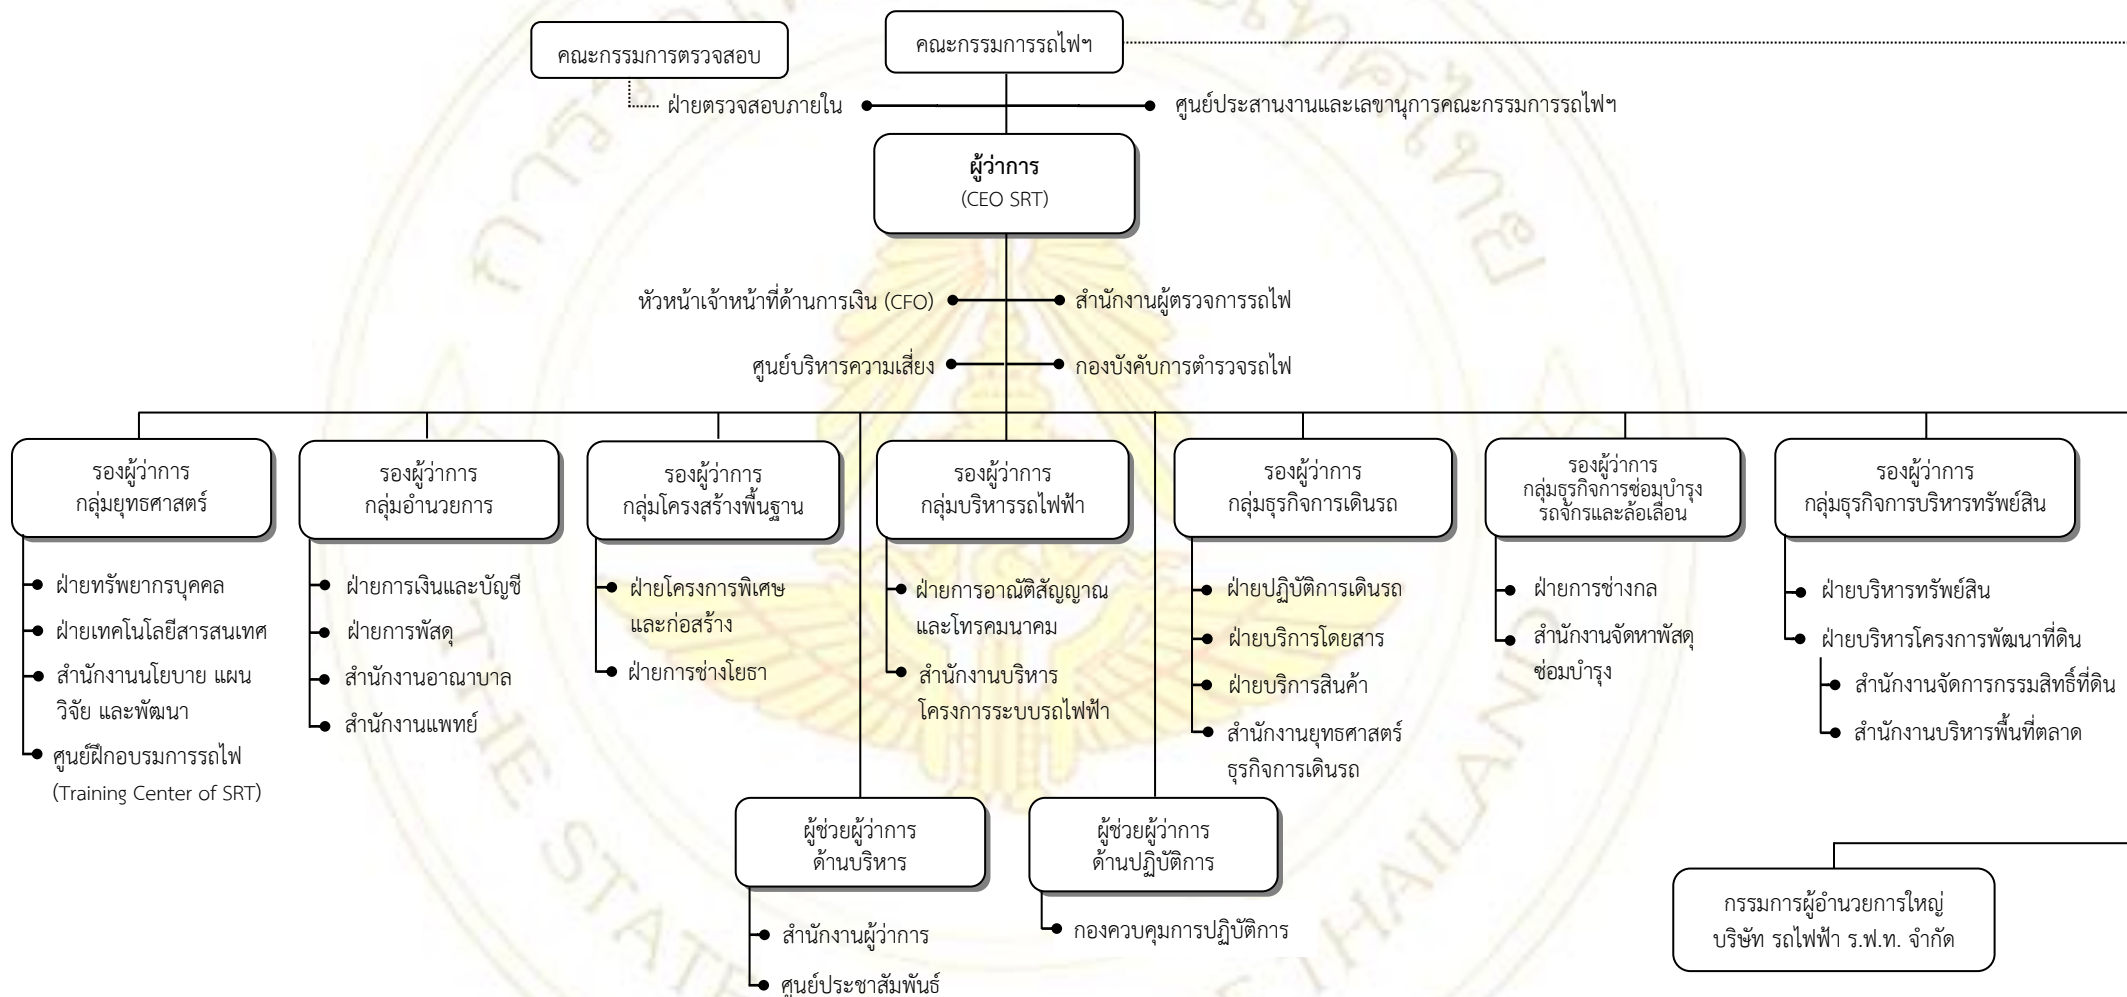 คณะกรรมการตรวจสอบ
คณะกรรมการรถไฟฯ
ฝ่ายตรวจสอบภายใน
ศูนย์ประสานงานและเลขานุการคณะกรรมการรถไฟฯ
ผู้ว่าการ
(CEO SRT)
หัวหน้าเจ้าหน้าที่ด้านการเงิน (CFO)
สำนักงานผู้ตรวจการรถไฟ
ศูนย์บริหารความเสี่ยง
กองบังคับการตำรวจรถไฟ
รองผู้ว่าการ
กลุ่มยุทธศาสตร์
ฝ่ายทรัพยากรบุคคล
ฝ่ายเทคโนโลยีสารสนเทศ
สำนักงานนโยบาย แผน
วิจัย และพัฒนา
ศูนย์ฝึกอบรมการรถไฟ
(Training Center of SRT)
รองผู้ว่าการ
กลุ่มอำนวยการ
ฝ่ายการเงินและบัญชี
ฝ่ายการพัสดุ
สำนักงานอาณาบาล
สำนักงานแพทย์
รองผู้ว่าการ
กลุ่มโครงสร้างพื้นฐาน
ฝ่ายโครงการพิเศษ
และก่อสร้าง
ฝ่ายการช่างโยธา
รองผู้ว่าการ
กลุ่มบริหารรถไฟฟ้า
ฝ่ายการอาณัติสัญญาณ
และโทรคมนาคม
สำนักงานบริหาร
โครงการระบบรถไฟฟ้า
รองผู้ว่าการ
กลุ่มธุรกิจการเดินรถ
ฝ่ายปฏิบัติการเดินรถ
ฝ่ายบริการโดยสาร
ฝ่ายบริการสินค้า
สำนักงานยุทธศาสตร์
ธุรกิจการเดินรถ
รองผู้ว่าการ
กลุ่มธุรกิจการซ่อมบำรุง
รถจักรและล้อเลื่อน
ฝ่ายการช่างกล
สำนักงานจัดหาพัสดุ
ซ่อมบำรุง
รองผู้ว่าการ
กลุ่มธุรกิจการบริหารทรัพย์สิน
ฝ่ายบริหารทรัพย์สิน
ฝ่ายบริหารโครงการพัฒนาที่ดิน
สำนักงานจัดการกรรมสิทธิ์ที่ดิน
สำนักงานบริหารพื้นที่ตลาด
ผู้ช่วยผู้ว่าการ
ด้านบริหาร
สำนักงานผู้ว่าการ
ศูนย์ประชาสัมพันธ์
ผู้ช่วยผู้ว่าการ
ด้านปฏิบัติการ
กองควบคุมการปฏิบัติการ
กรรมการผู้อำนวยการใหญ่
บริษัท รถไฟฟ้า ร.ฟ.ท. จำกัด